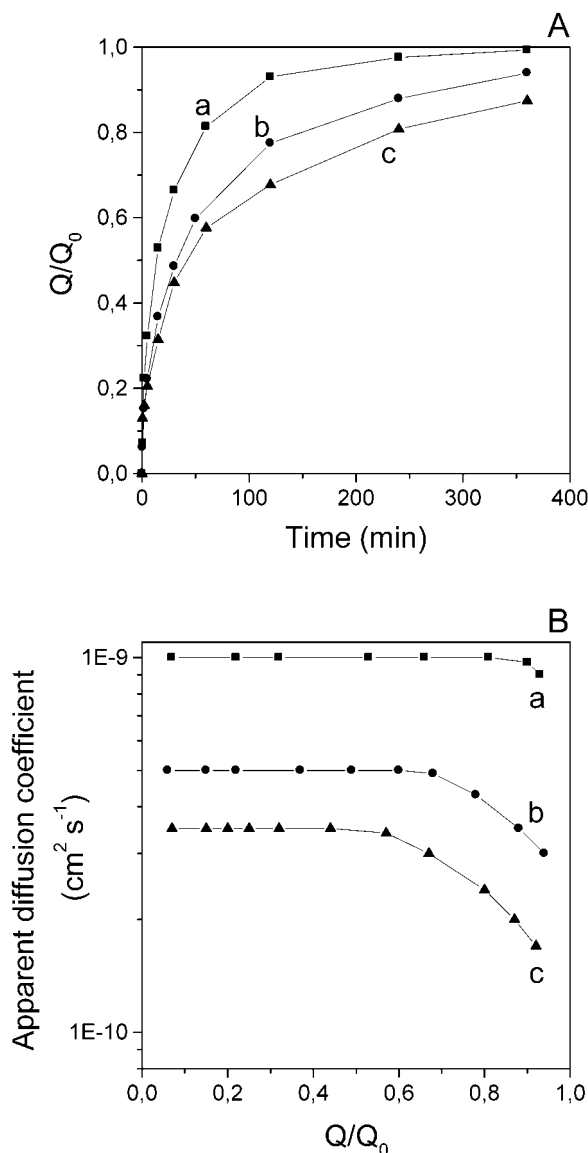 A
1,0
0,8
0,6
0,4
0,2
0,0
Q/Q₀
a
b
c
0 100 200 300 400
Time (min)
B
1E-9
1E-10
Apparent diffusion coefficient
(cm² s⁻¹)
a
b
c
0,0 0,2 0,4 0,6 0,8 1,0
Q/Q₀